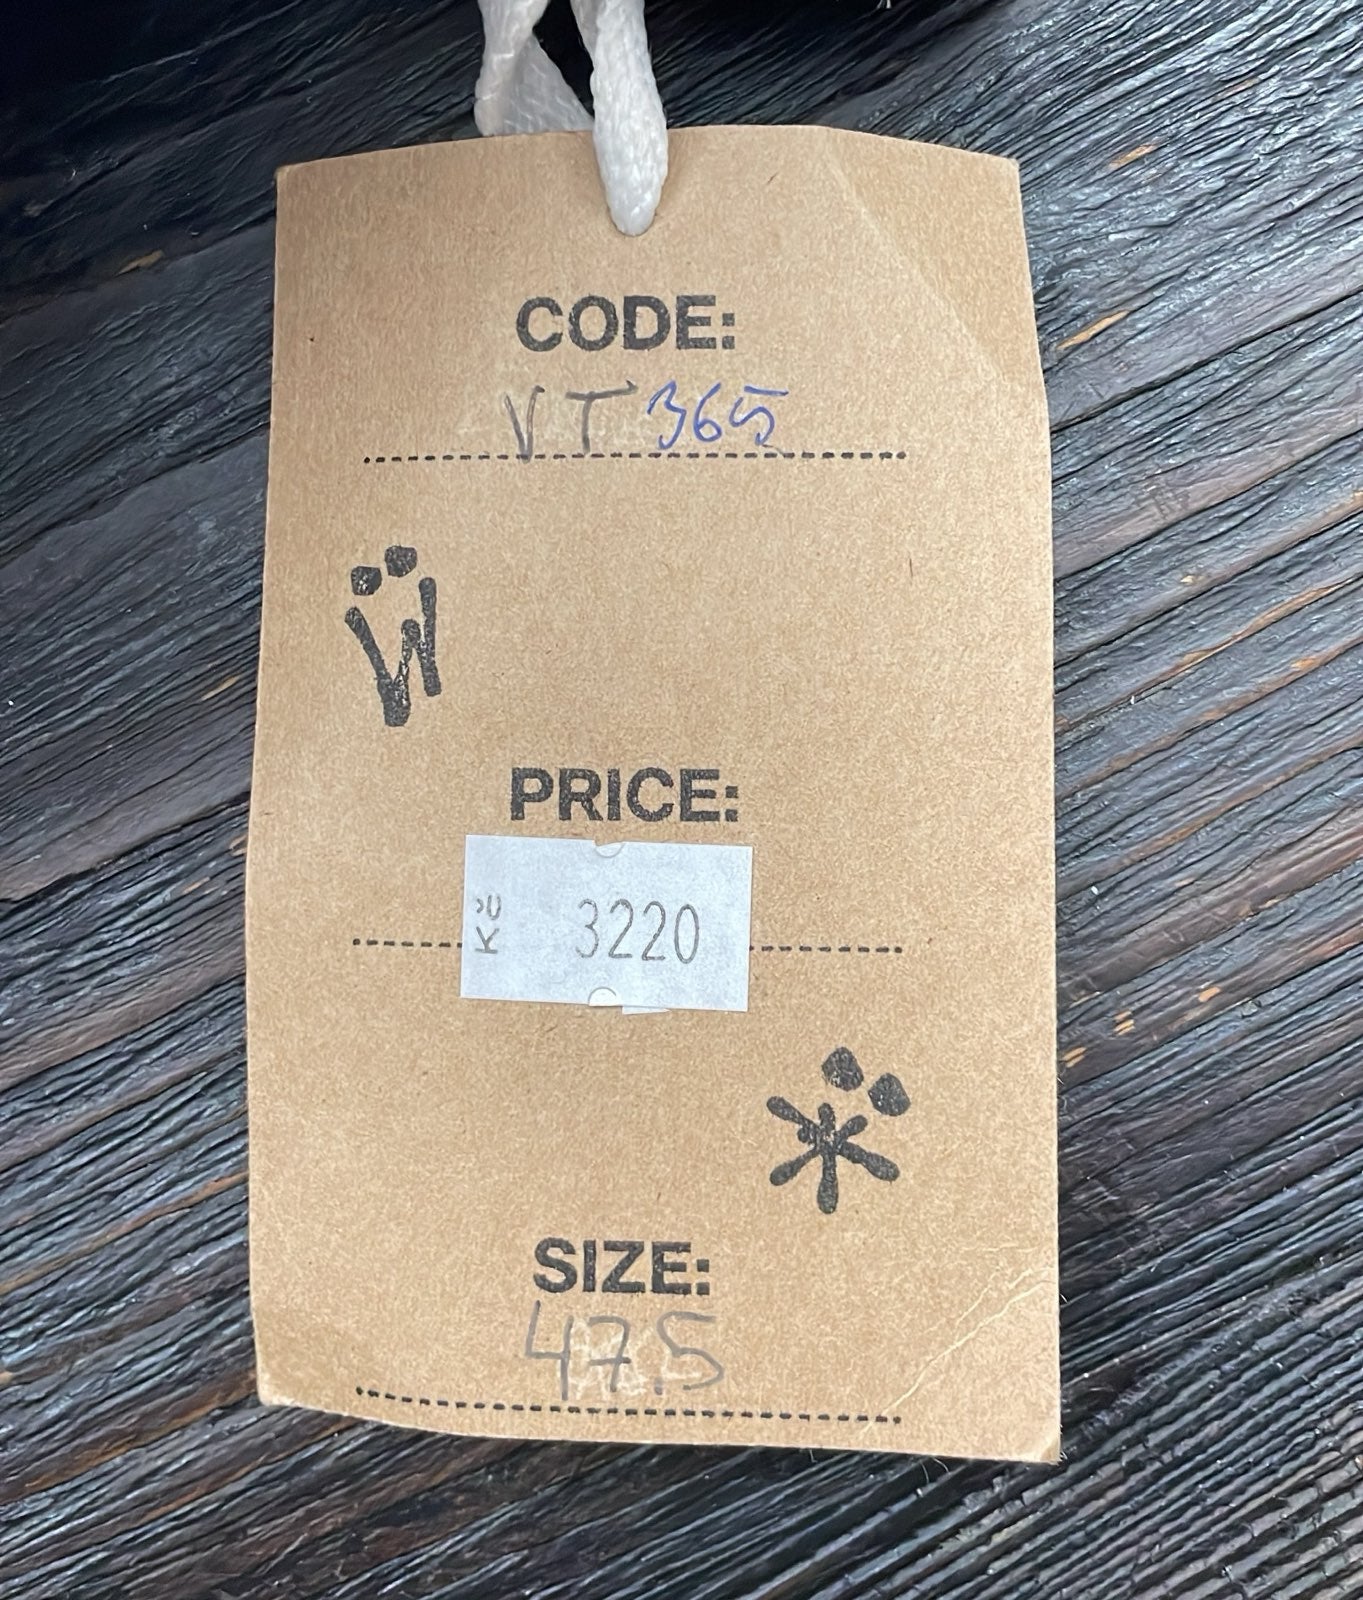 CODE:
VT365
PRICE:
Kč 3220
SIZE:
47,5